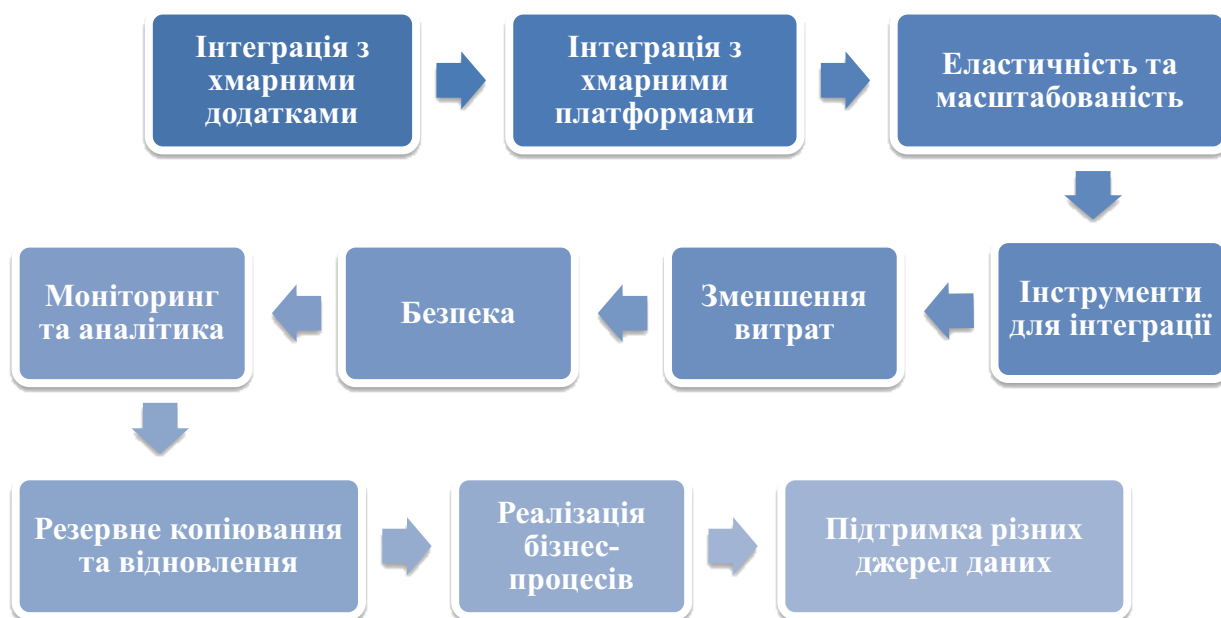 Інтеграція з
хмарними
додатками
Інтеграція з
хмарними
платформами
Еластичність та
масштабованість
Інструменти
для інтеграції
Зменшення
витрат
Безпека
Моніторинг
та аналітика
Резервне копіювання
та відновлення
Реалізація
бізнес-
процесів
Підтримка різних
джерел даних